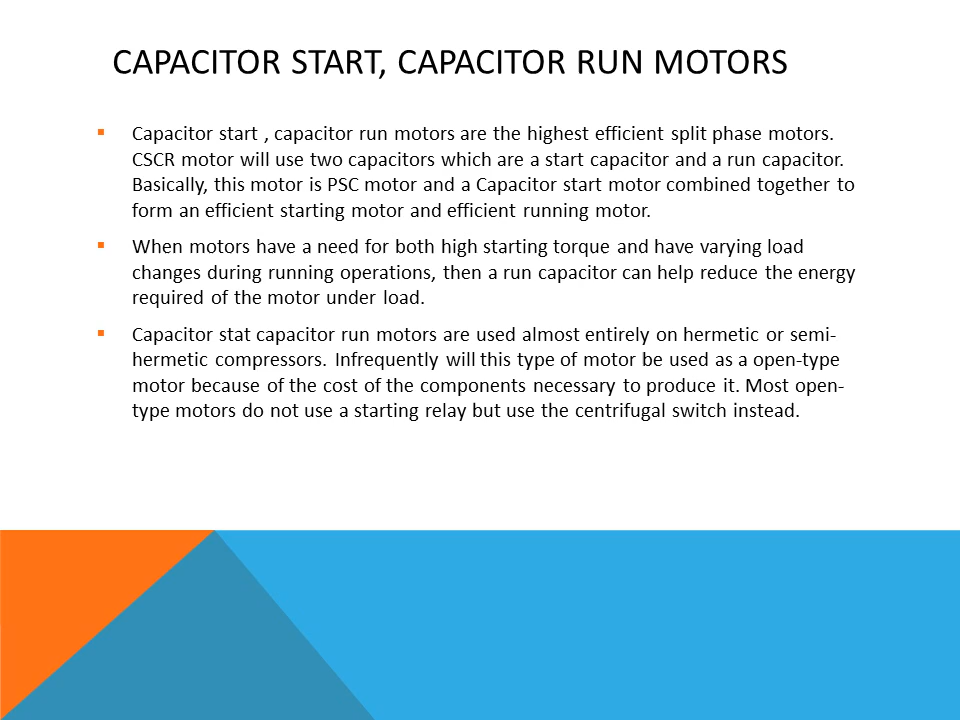 CAPACITOR START, CAPACITOR RUN MOTORS
Capacitor start , capacitor run motors are the highest efficient split phase motors.
CSCR motor will use two capacitors which are a start capacitor and a run capacitor.
Basically, this motor is PSC motor and a Capacitor start motor combined together to
form an efficient starting motor and efficient running motor.
When motors have a need for both high starting torque and have varying load
changes during running operations, then a run capacitor can help reduce the energy
required of the motor under load.
Capacitor stat capacitor run motors are used almost entirely on hermetic or semi-
hermetic compressors. Infrequently will this type of motor be used as a open-type
motor because of the cost of the components necessary to produce it. Most open-
type motors do not use a starting relay but use the centrifugal switch instead.